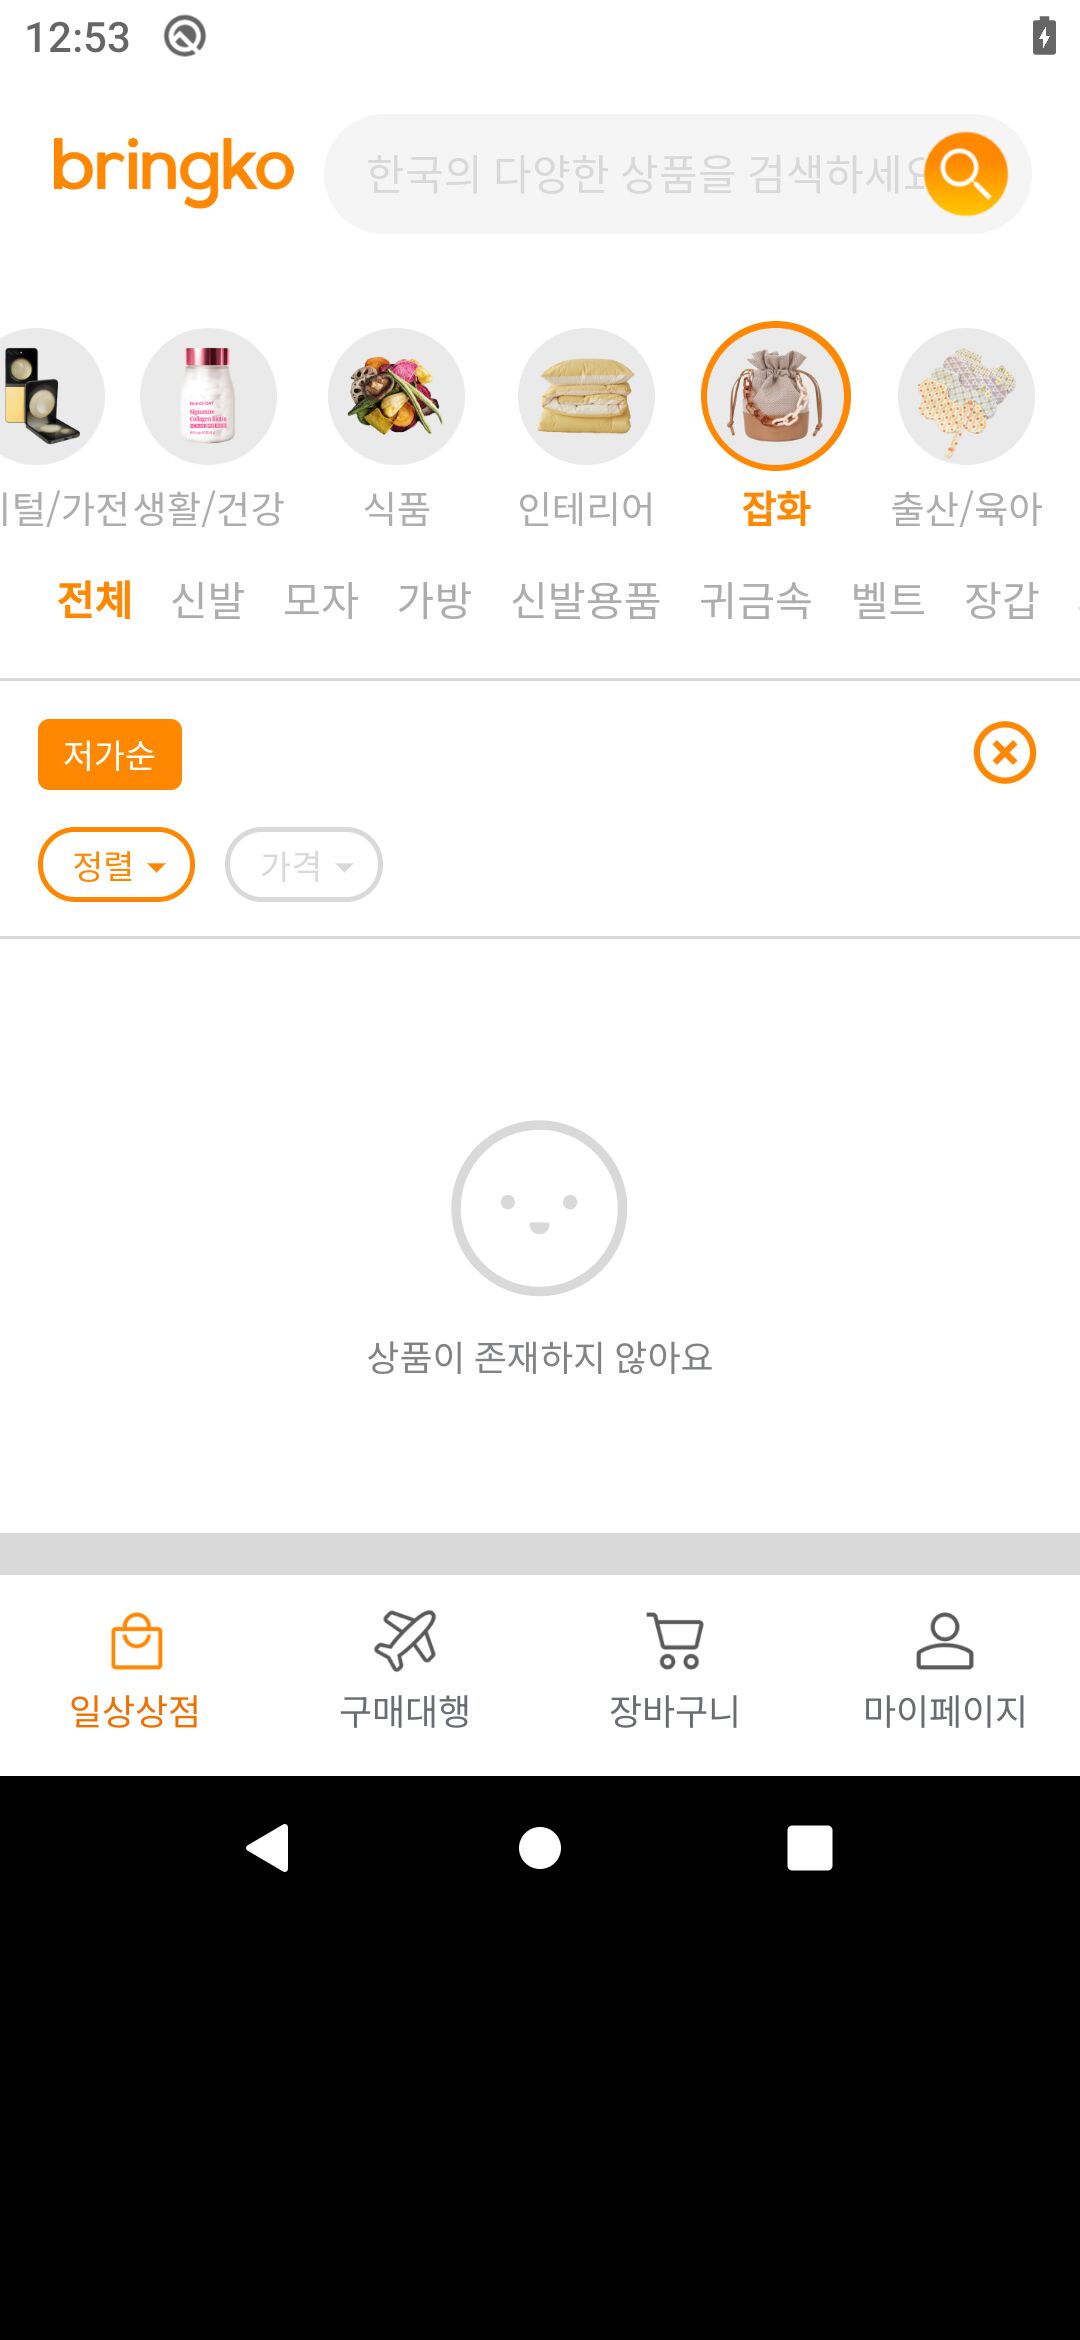 12:53
bringko
한국의 다양한 상품을 검색하세요
털/가전 생활/건강 식품 인테리어 잡화 출산/육아
전체 신발 모자 가방 신발용품 귀금속 벨트 장갑
저가순
정렬 가격
상품이 존재하지 않아요
일상상점 구매대행 장바구니 마이페이지